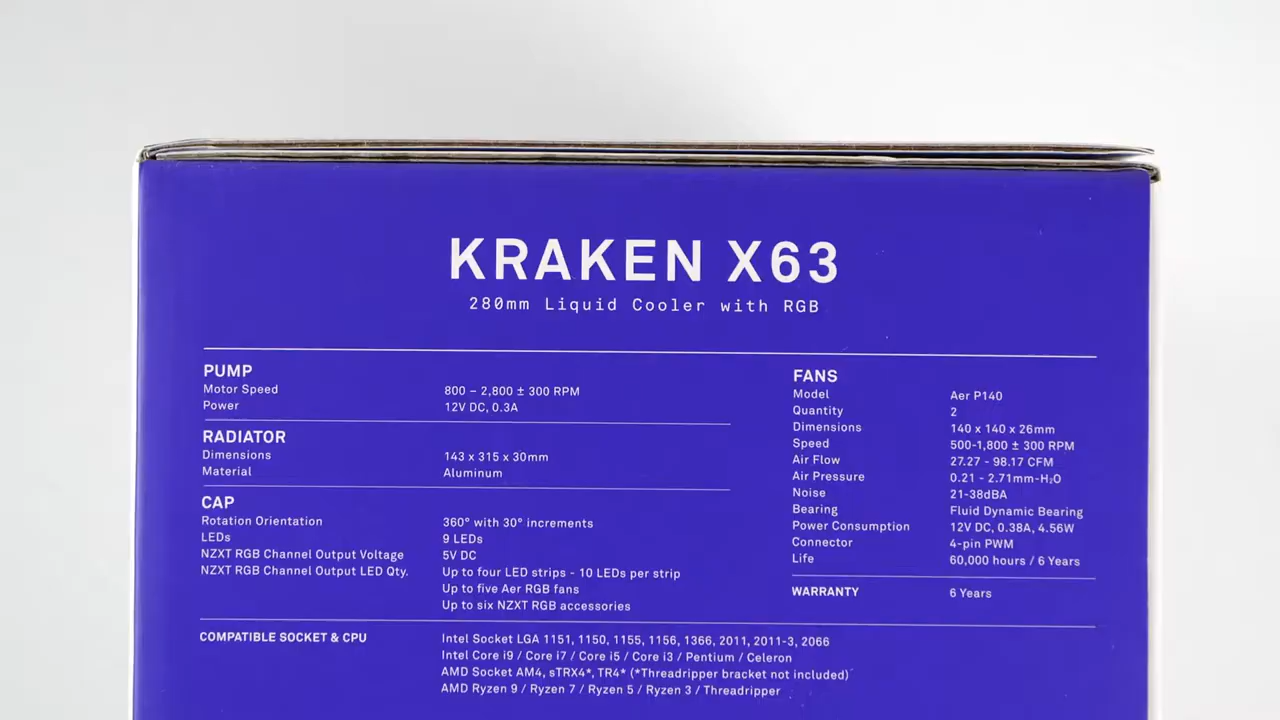 KRAKEN X63
280mm Liquid Cooler with RGB
PUMP
Motor Speed 800 – 2,800 ± 300 RPM
Power 12V DC, 0.3A
RADIATOR
Dimensions 143 x 315 x 30mm
Material Aluminum
CAP
Rotation Orientation 360° with 30° increments
LEDs 9 LEDs
NZXT RGB Channel Output Voltage 5V DC
NZXT RGB Channel Output LED Qty. Up to four LED strips - 10 LEDs per strip
Up to five Aer RGB fans
Up to six NZXT RGB accessories
FANS
Model Aer P140
Quantity 2
Dimensions 140 x 140 x 26mm
Speed 500-1,800 ± 300 RPM
Air Flow 27.27 - 98.17 CFM
Air Pressure 0.21 - 2.71mm-H₂O
Noise 21-38dBA
Bearing Fluid Dynamic Bearing
Power Consumption 12V DC, 0.38A, 4.56W
Connector 4-pin PWM
Life 60,000 hours / 6 Years
WARRANTY 6 Years
COMPATIBLE SOCKET & CPU Intel Socket LGA 1151, 1150, 1155, 1156, 1366, 2011, 2011-3, 2066
Intel Core i9 / Core i7 / Core i5 / Core i3 / Pentium / Celeron
AMD Socket AM4, sTRX4*, TR4* (*Threadripper bracket not included)
AMD Ryzen 9 / Ryzen 7 / Ryzen 5 / Ryzen 3 / Threadripper